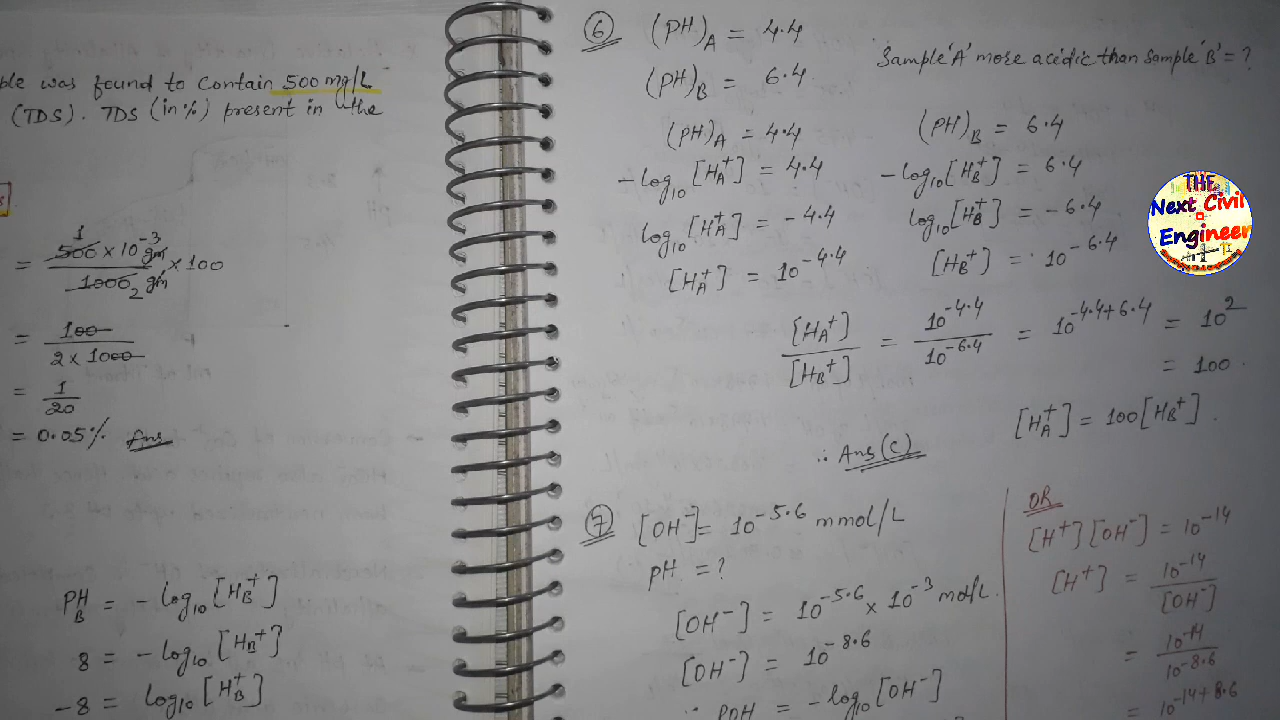 ble was found to contain 500 mg/L
(TDS). TDS (in %) present in the
= 500 × 10⁻³ gm / 1000 gm × 100
1
2
= 100 / 2 × 1000
= 1/20
= 0.05% Ans
PH_B = -log₁₀ [H_B⁺]
8 = -log₁₀ [H_B⁺]
-8 = log₁₀ [H_B⁺]
⑥ (PH)_A = 4.4
Sample 'A' more acidic than sample 'B' = ?
(PH)_B = 6.4
(PH)_A = 4.4
-log₁₀ [H_A⁺] = 4.4
log₁₀ [H_A⁺] = -4.4
[H_A⁺] = 10^-4.4
(PH)_B = 6.4
-log₁₀ [H_B⁺] = 6.4
log₁₀ [H_B⁺] = -6.4
[H_B⁺] = 10^-6.4
[H_A⁺] / [H_B⁺] = 10^-4.4 / 10^-6.4 = 10^-4.4+6.4 = 10²
= 100
[H_A⁺] = 100 [H_B⁺].
∴ Ans (C)
⑦ [OH⁻] = 10^-5.6 mmol/L
PH = ?
[OH⁻] = 10^-5.6 × 10⁻³ mol/L.
[OH⁻] = 10^-8.6
∴ POH = -log₁₀ [OH⁻]
OR
[H⁺] [OH⁻] = 10⁻¹⁴
[H⁺] = 10⁻¹⁴ / [OH⁻]
= 10⁻¹⁴ / 10^-8.6
= 10^-14+8.6
THE
Next Civil
Engineer